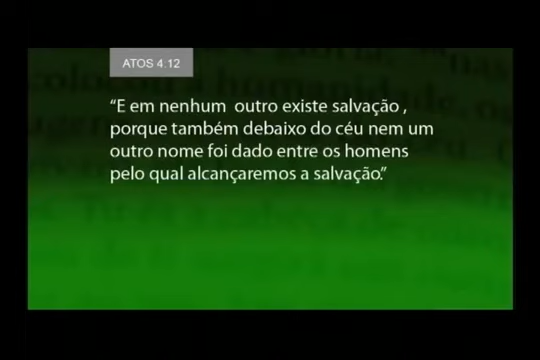 ATOS 4.12
“E em nenhum outro existe salvação ,
porque também debaixo do céu nem um
outro nome foi dado entre os homens
pelo qual alcançaremos a salvação.”